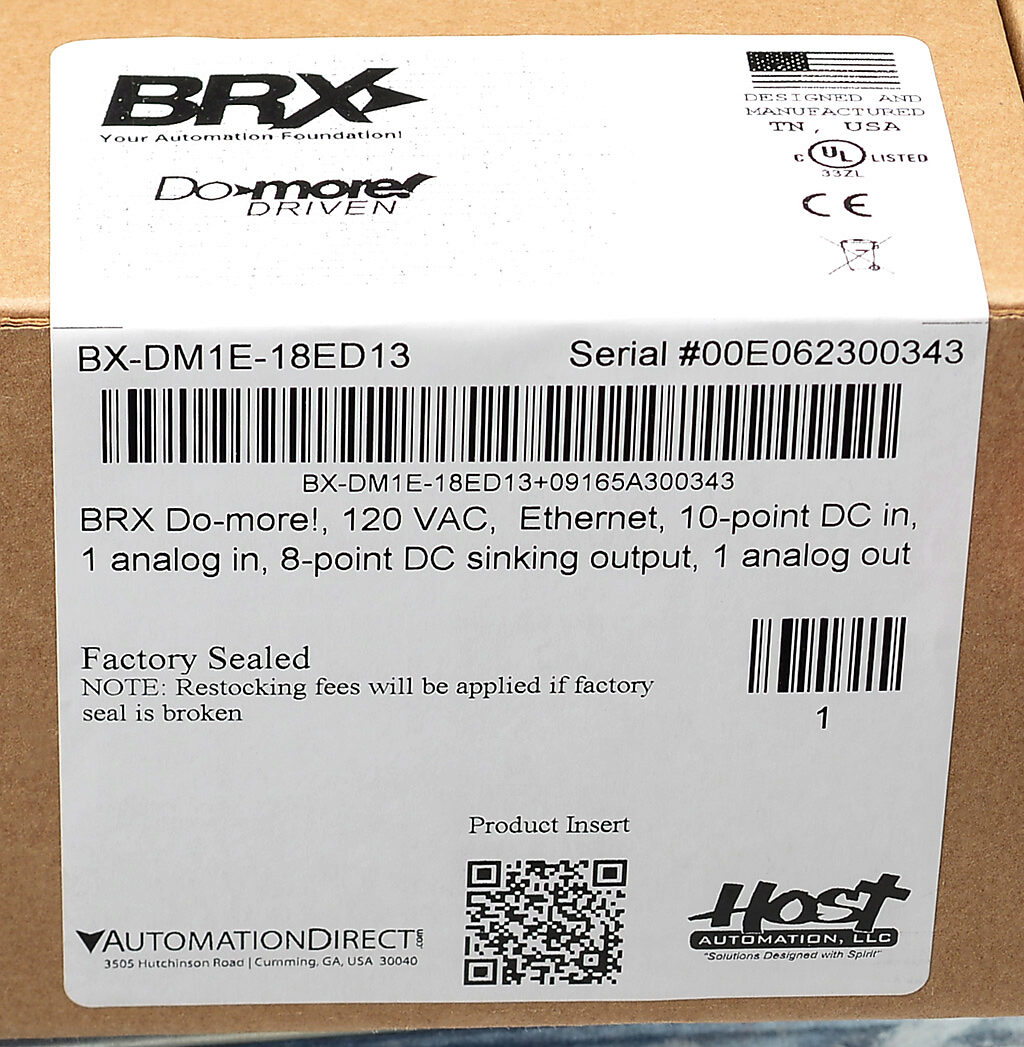 BRX
Your Automation Foundation!
Do-more!
DRIVEN
DESIGNED AND
MANUFACTURED
TN, USA
C UL LISTED
33ZL
CE
BX-DM1E-18ED13 Serial #00E062300343
BX-DM1E-18ED13+09165A300343
BRX Do-more!, 120 VAC, Ethernet, 10-point DC in,
1 analog in, 8-point DC sinking output, 1 analog out
Factory Sealed
NOTE: Restocking fees will be applied if factory
seal is broken
1
Product Insert
AUTOMATIONDIRECT.com
3505 Hutchinson Road | Cumming, GA, USA 30040
HOST
AUTOMATION, LLC
"Solutions Designed with Spirit"